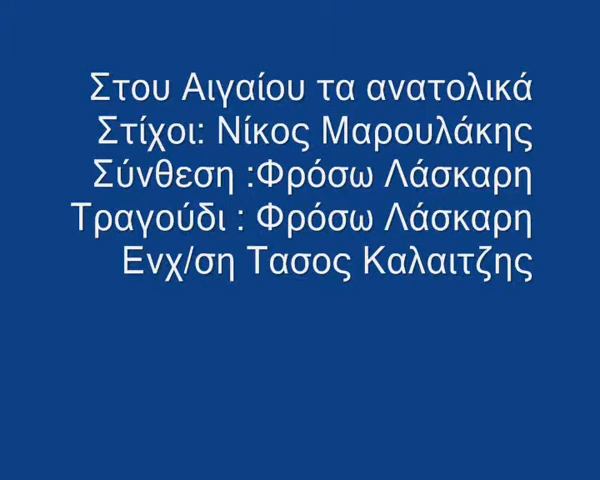 Στου Αιγαίου τα ανατολικά
Στίχοι: Νίκος Μαρουλάκης
Σύνθεση :Φρόσω Λάσκαρη
Τραγούδι : Φρόσω Λάσκαρη
Ενχ/ση Τασος Καλαιτζης